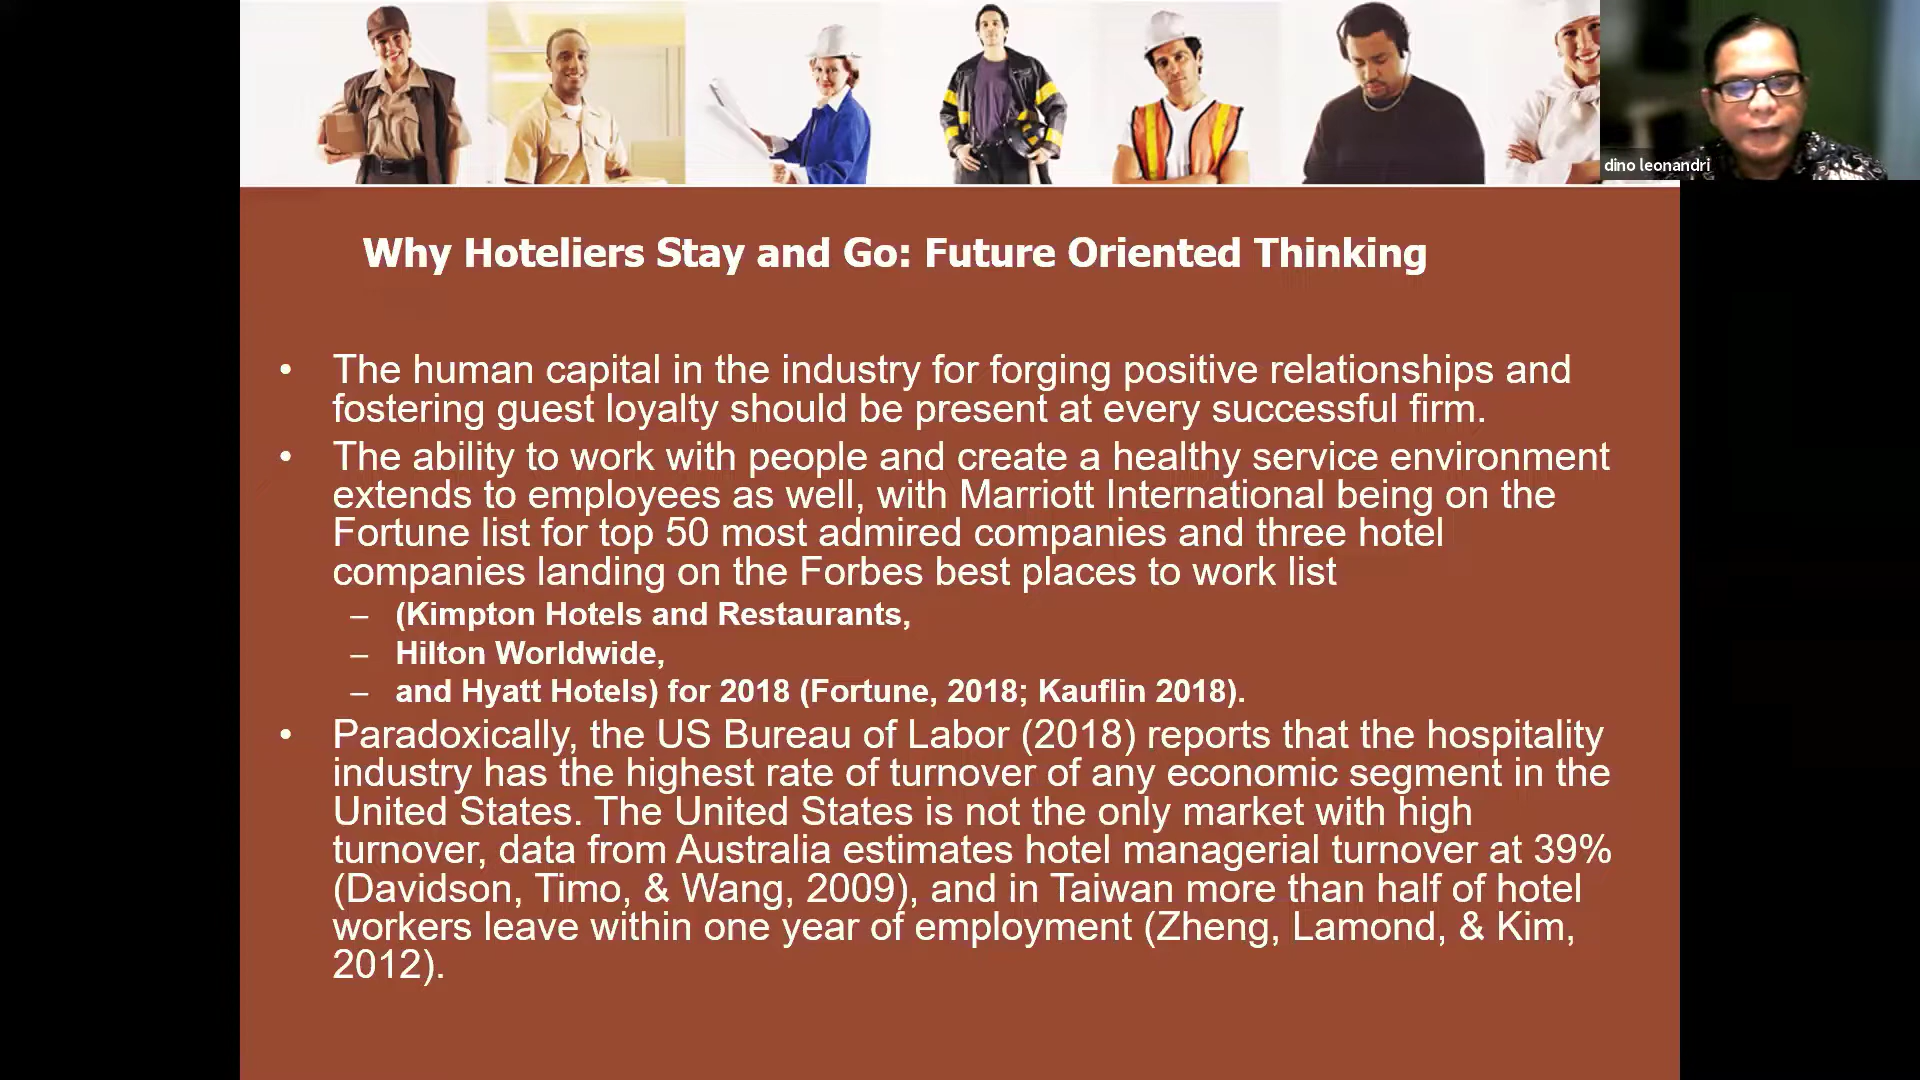 dino leonandri
Why Hoteliers Stay and Go: Future Oriented Thinking
• The human capital in the industry for forging positive relationships and
fostering guest loyalty should be present at every successful firm.
• The ability to work with people and create a healthy service environment
extends to employees as well, with Marriott International being on the
Fortune list for top 50 most admired companies and three hotel
companies landing on the Forbes best places to work list
– (Kimpton Hotels and Restaurants,
– Hilton Worldwide,
– and Hyatt Hotels) for 2018 (Fortune, 2018; Kauflin 2018).
• Paradoxically, the US Bureau of Labor (2018) reports that the hospitality
industry has the highest rate of turnover of any economic segment in the
United States. The United States is not the only market with high
turnover, data from Australia estimates hotel managerial turnover at 39%
(Davidson, Timo, & Wang, 2009), and in Taiwan more than half of hotel
workers leave within one year of employment (Zheng, Lamond, & Kim,
2012).